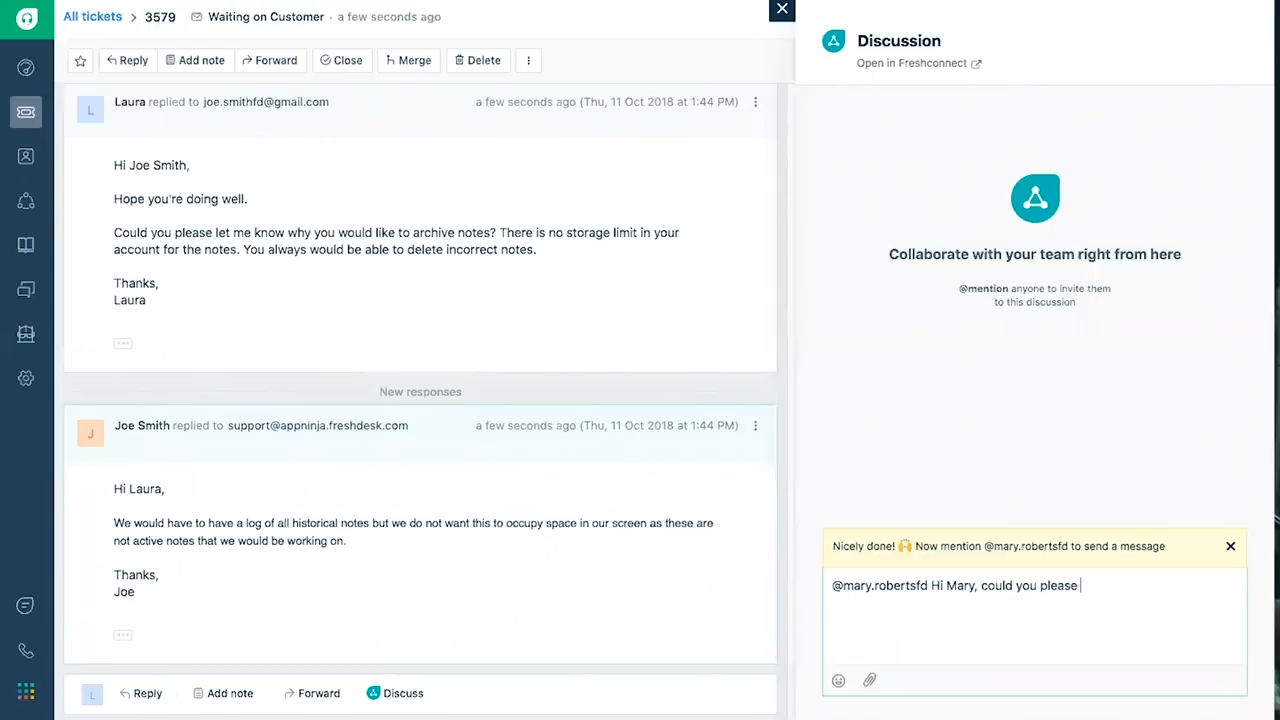 All tickets > 3579 Waiting on Customer · a few seconds ago
Reply Add note Forward Close Merge Delete
L Laura replied to joe.smithfd@gmail.com a few seconds ago (Thu, 11 Oct 2018 at 1:44 PM)
Hi Joe Smith,
Hope you're doing well.
Could you please let me know why you would like to archive notes? There is no storage limit in your
account for the notes. You always would be able to delete incorrect notes.
Thanks,
Laura
New responses
J Joe Smith replied to support@appninja.freshdesk.com a few seconds ago (Thu, 11 Oct 2018 at 1:44 PM)
Hi Laura,
We would have to have a log of all historical notes but we do not want this to occupy space in our screen as these are
not active notes that we would be working on.
Thanks,
Joe
L Reply Add note Forward Discuss
Discussion
Open in Freshconnect
Collaborate with your team right from here
@mention anyone to invite them
to this discussion
Nicely done! 🙌 Now mention @mary.robertsfd to send a message
@mary.robertsfd Hi Mary, could you please